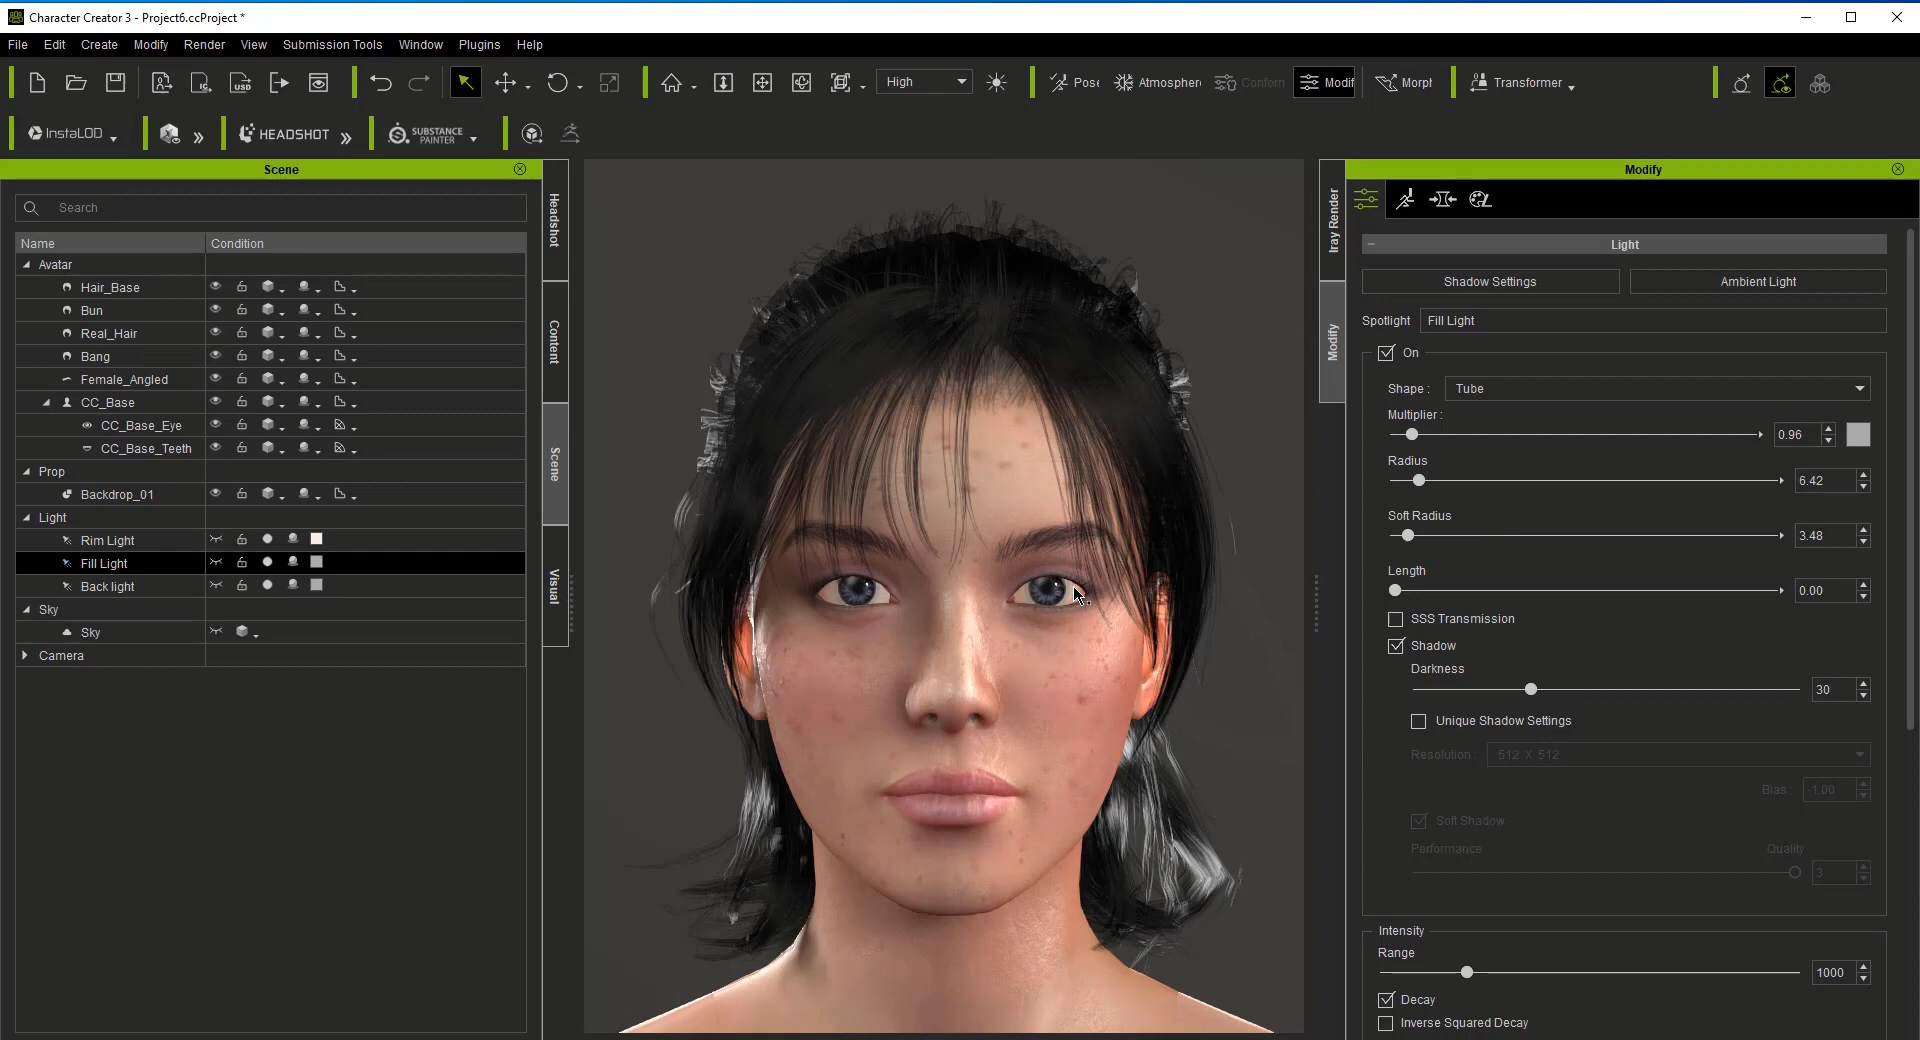 Character Creator 3 - Project6.ccProject *
File Edit Create Modify Render View Submission Tools Window Plugins Help
High Pose Atmospher Conform Modif Morph Transformer
InstaLOD HEADSHOT SUBSTANCE PAINTER
Scene
Search
Name Condition
Avatar
Hair_Base
Bun
Real_Hair
Bang
Female_Angled
CC_Base
CC_Base_Eye
CC_Base_Teeth
Prop
Backdrop_01
Light
Rim Light
Fill Light
Back light
Sky
Sky
Camera
Headshot
Content
Scene
Visual
Iray Render
Modify
Modify
Light
Shadow Settings Ambient Light
Spotlight Fill Light
On
Shape : Tube
Multiplier :
0.96
Radius
6.42
Soft Radius
3.48
Length
0.00
SSS Transmission
Shadow
Darkness
30
Unique Shadow Settings
Resolution : 512 X 512
Bias : -1.00
Soft Shadow
Performance Quality
3
Intensity
Range
1000
Decay
Inverse Squared Decay